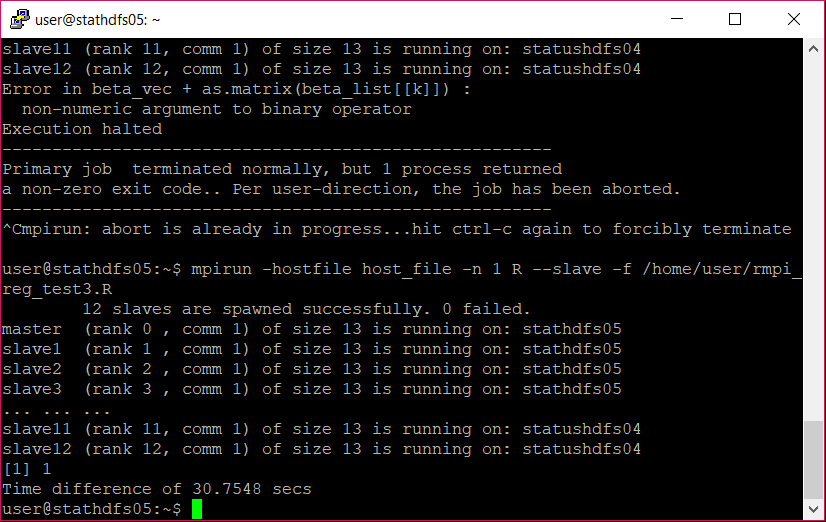 user@stathdfs05: ~
slave11 (rank 11, comm 1) of size 13 is running on: statushdfs04
slave12 (rank 12, comm 1) of size 13 is running on: statushdfs04
Error in beta_vec + as.matrix(beta_list[[k]]) :
  non-numeric argument to binary operator
Execution halted
-------------------------------------------------------
Primary job  terminated normally, but 1 process returned
a non-zero exit code.. Per user-direction, the job has been aborted.
-------------------------------------------------------
^Cmpirun: abort is already in progress...hit ctrl-c again to forcibly terminate

user@stathdfs05:~$ mpirun -hostfile host_file -n 1 R --slave -f /home/user/rmpi_
reg_test3.R
        12 slaves are spawned successfully. 0 failed.
master  (rank 0 , comm 1) of size 13 is running on: stathdfs05
slave1  (rank 1 , comm 1) of size 13 is running on: stathdfs05
slave2  (rank 2 , comm 1) of size 13 is running on: stathdfs05
slave3  (rank 3 , comm 1) of size 13 is running on: stathdfs05
... ... ...
slave11 (rank 11, comm 1) of size 13 is running on: statushdfs04
slave12 (rank 12, comm 1) of size 13 is running on: statushdfs04
[1] 1
Time difference of 30.7548 secs
user@stathdfs05:~$